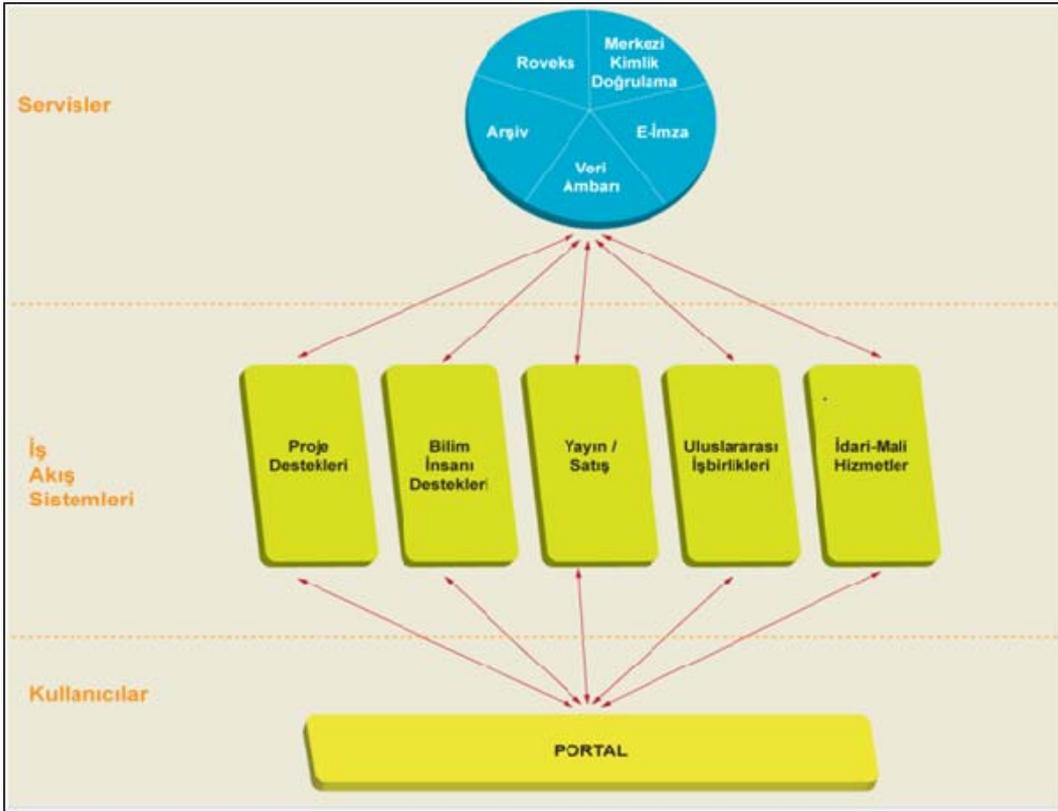 Servisler
Roveks
Merkezi
Kimlik
Doğrulama
Arşiv
E-İmza
Veri
Ambarı
İş
Akış
Sistemleri
Proje
Destekleri
Bilim
İnsanı
Destekleri
Yayın /
Satış
Uluslararası
İşbirlikleri
İdari-Mali
Hizmetler
Kullanıcılar
PORTAL